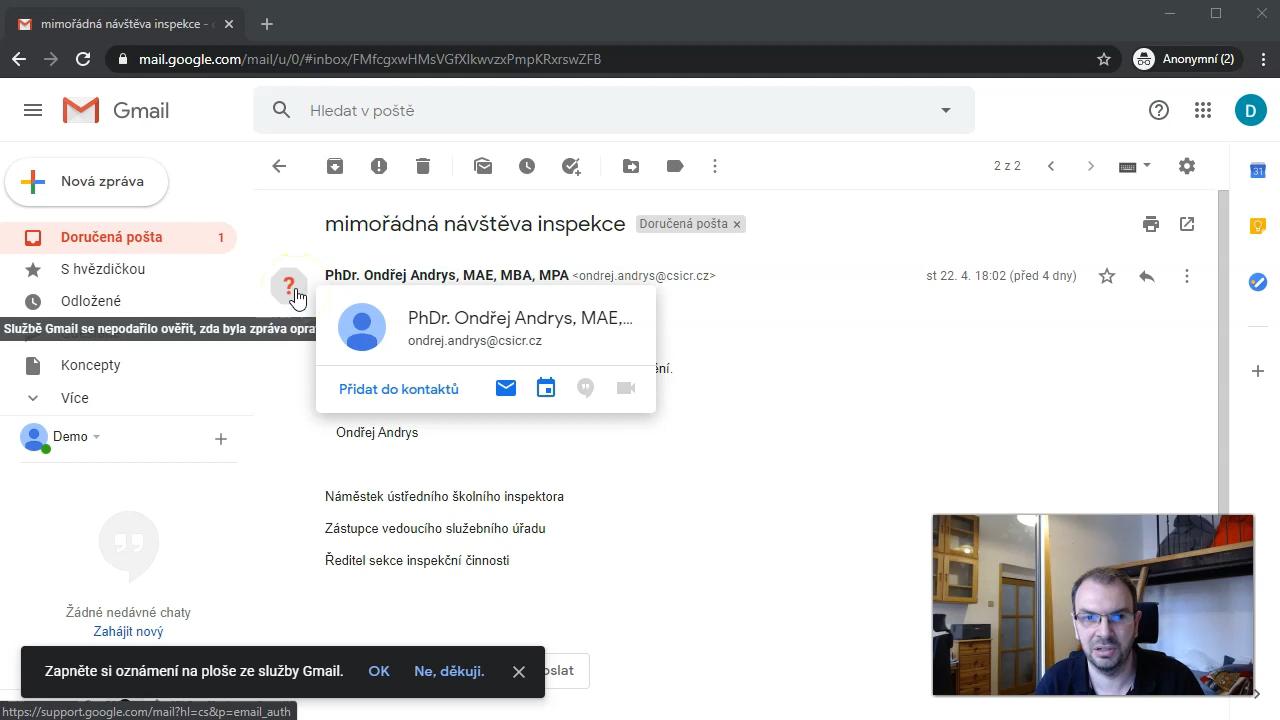 mimořádná návštěva inspekce -
mail.google.com/mail/u/0/#inbox/FMfcgxwHMsVGfXlkwvzxPmpKRxrswZFB
Anonymní (2)
Gmail
Hledat v poště
D
Nová zpráva
2 z 2
31
Doručená pošta 1
mimořádná návštěva inspekce Doručená pošta ×
S hvězdičkou
PhDr. Ondřej Andrys, MAE, MBA, MPA <ondrej.andrys@csicr.cz>
st 22. 4. 18:02 (před 4 dny)
?
Odložené
Službě Gmail se nepodařilo ověřit, zda byla zpráva opra
PhDr. Ondřej Andrys, MAE,...
ondrej.andrys@csicr.cz
Koncepty
ní.
Přidat do kontaktů
Více
Demo
Ondřej Andrys
Náměstek ústředního školního inspektora
Zástupce vedoucího služebního úřadu
Ředitel sekce inspekční činnosti
Žádné nedávné chaty
Zahájit nový
Zapněte si oznámení na ploše ze služby Gmail. OK Ne, děkuji.
oslat
https://support.google.com/mail?hl=cs&p=email_auth